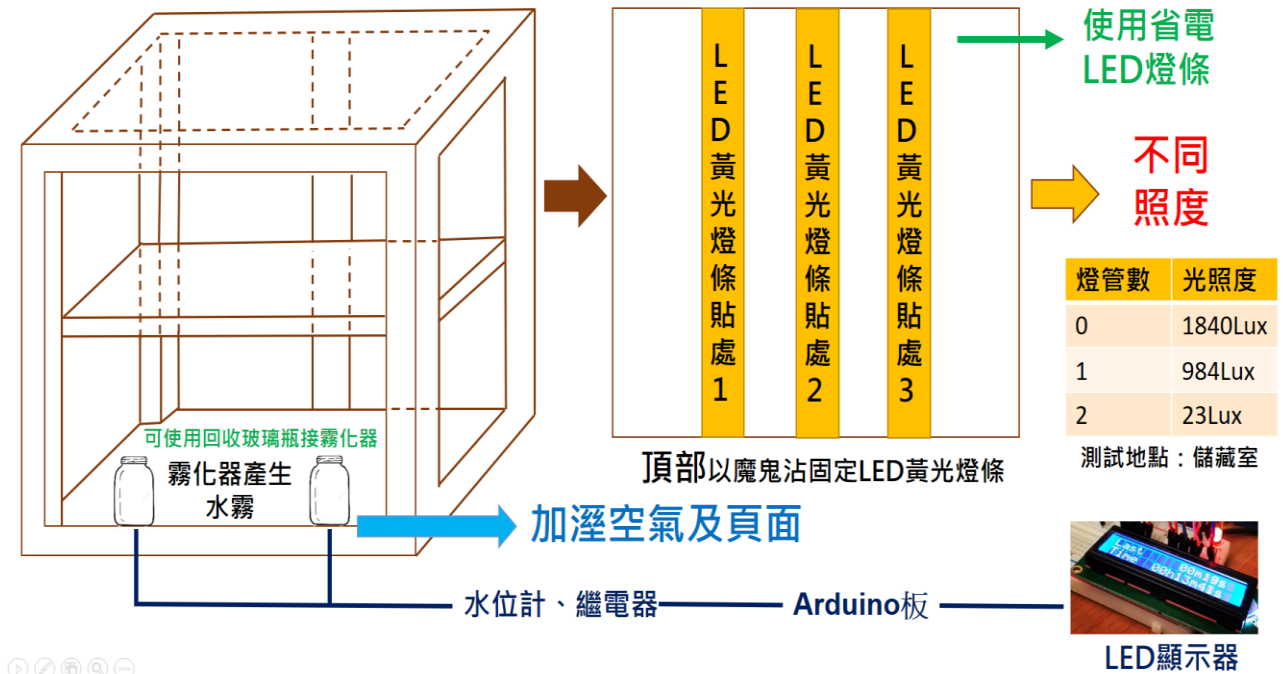 使用省電
LED燈條
LED黃光燈條貼處1
LED黃光燈條貼處2
LED黃光燈條貼處3
不同
照度
燈管數 光照度
0 1840Lux
1 984Lux
2 23Lux
測試地點：儲藏室
可使用回收玻璃瓶接霧化器
霧化器產生
水霧
頂部以魔鬼沾固定LED黃光燈條
加溼空氣及頁面
水位計、繼電器
Arduino板
Last 00m19s
Time 00h13m41s
LED顯示器